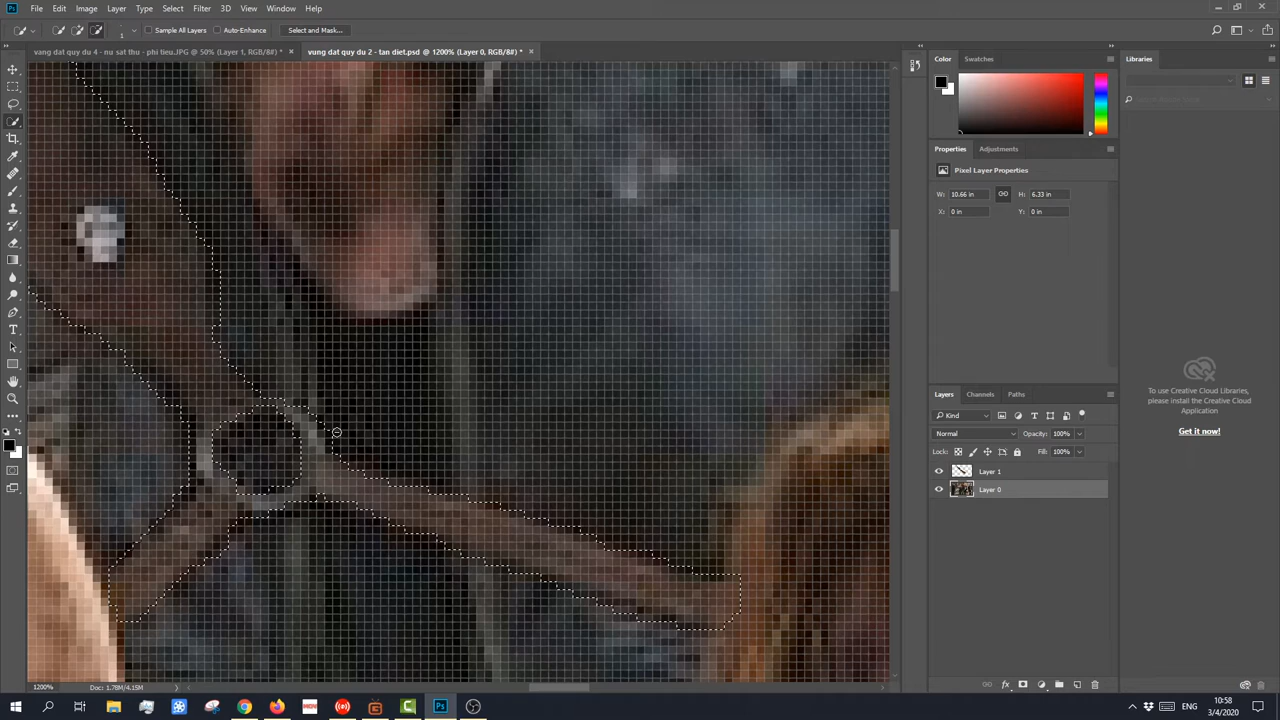 Ps File Edit Image Layer Type Select Filter 3D View Window Help
1 Sample All Layers Auto-Enhance Select and Mask...
vang dat quy du 4 - nu sat thu - phi tieu.JPG @ 50% (Layer 1, RGB/8#) * ×
vung dat quy du 2 - tan diet.psd @ 1200% (Layer 0, RGB/8#) * ×
Color Swatches
Libraries
Properties Adjustments
Pixel Layer Properties
W: 10.66 in H: 6.33 in
X: 0 in Y: 0 in
To use Creative Cloud Libraries,
please install the Creative Cloud
Application
Get it now!
Layers Channels Paths
Kind
Normal Opacity: 100%
Lock: Fill: 100%
Layer 1
Layer 0
1200% Doc: 1.78M/4.15M
ENG 10:58
3/4/2020